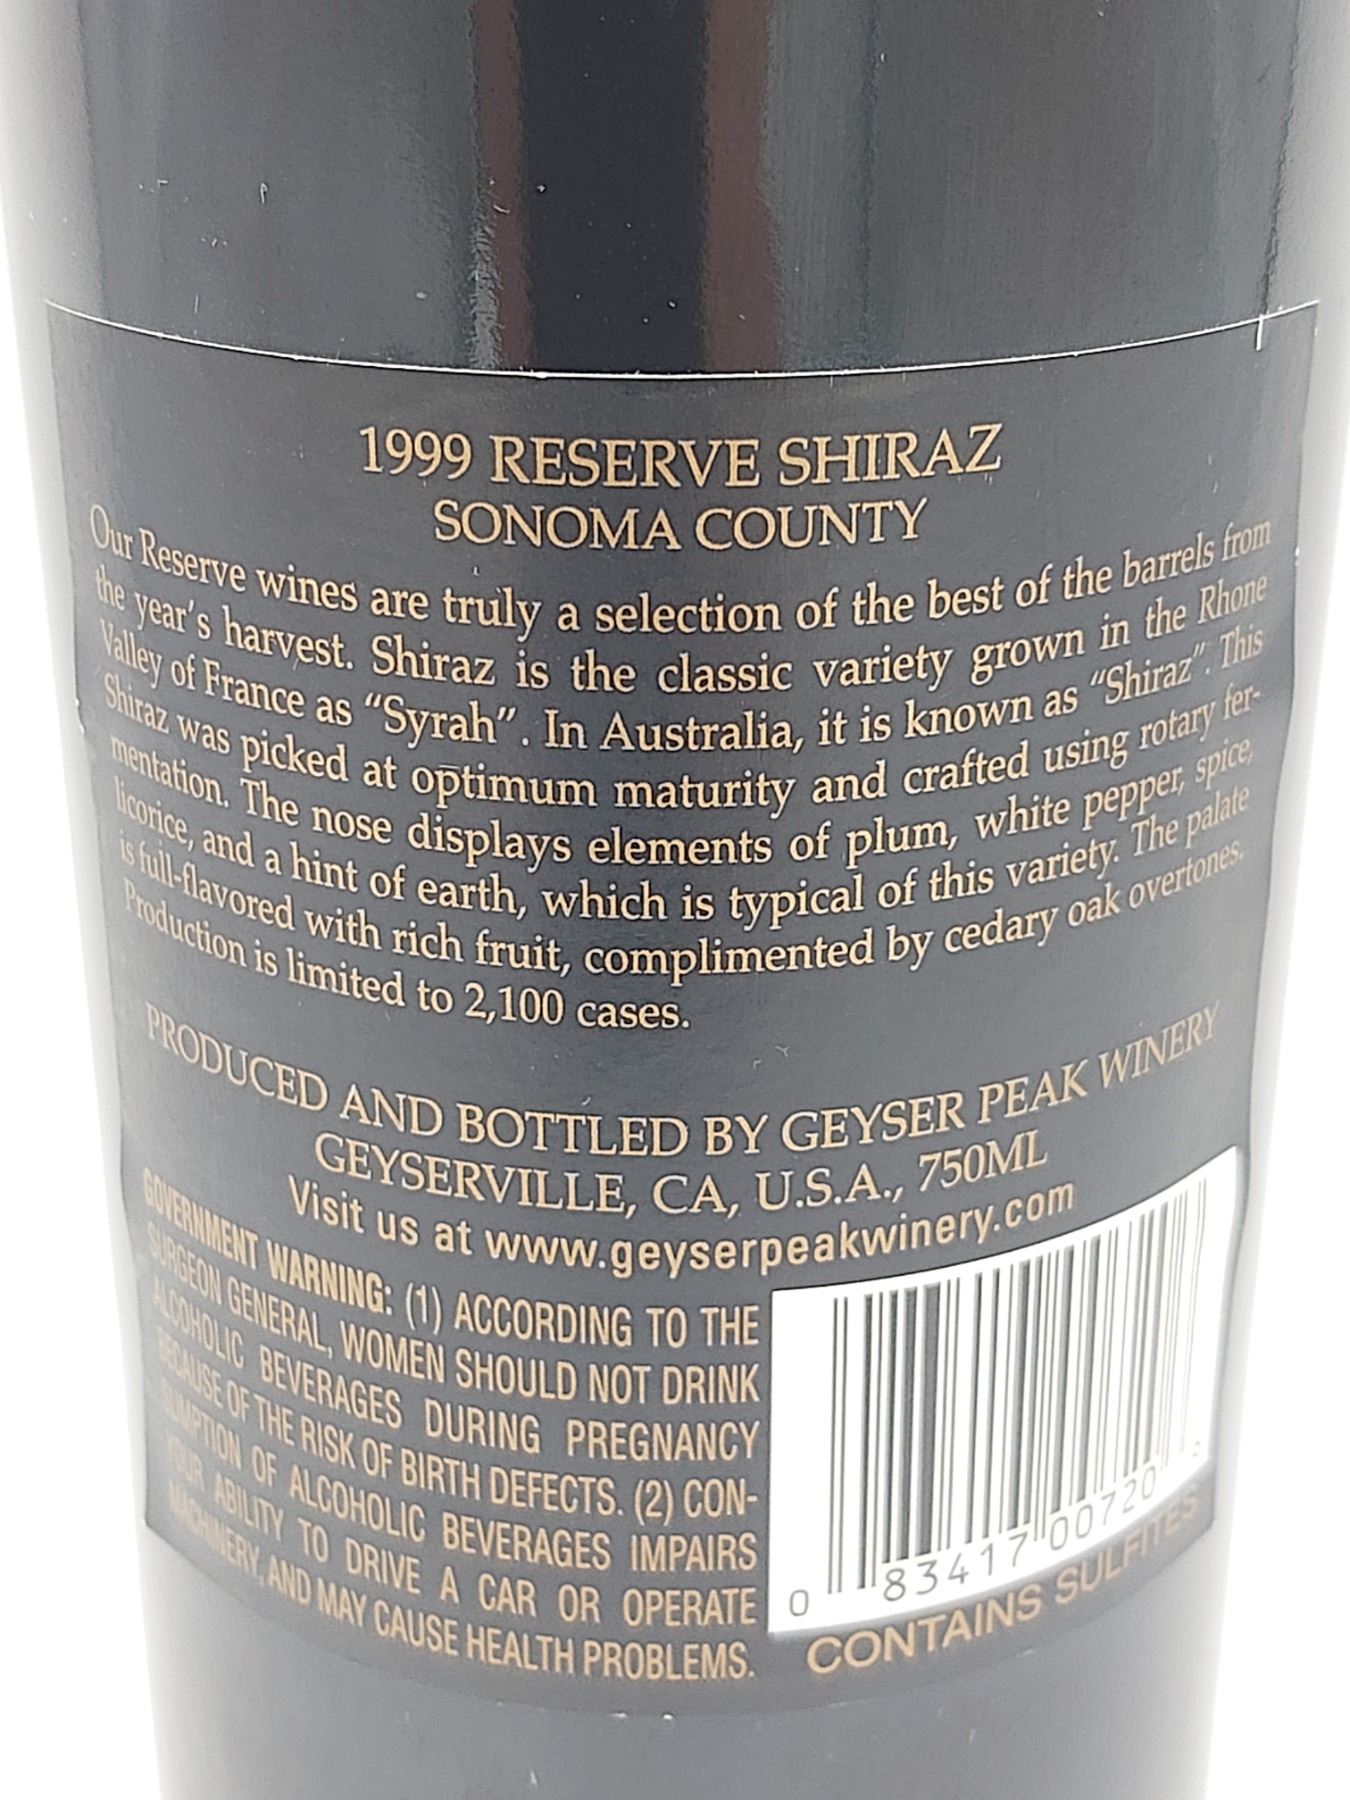 1999 RESERVE SHIRAZ
SONOMA COUNTY
Our Reserve wines are truly a selection of the best of the barrels from
the year's harvest. Shiraz is the classic variety grown in the Rhone
Valley of France as "Syrah". In Australia, it is known as "Shiraz". This
Shiraz was picked at optimum maturity and crafted using rotary fer-
mentation. The nose displays elements of plum, white pepper, spice,
licorice, and a hint of earth, which is typical of this variety. The palate
is full-flavored with rich fruit, complimented by cedary oak overtones.
Production is limited to 2,100 cases.
PRODUCED AND BOTTLED BY GEYSER PEAK WINERY
GEYSERVILLE, CA, U.S.A., 750ML
Visit us at www.geyserpeakwinery.com
GOVERNMENT WARNING: (1) ACCORDING TO THE
SURGEON GENERAL, WOMEN SHOULD NOT DRINK
ALCOHOLIC BEVERAGES DURING PREGNANCY
BECAUSE OF THE RISK OF BIRTH DEFECTS. (2) CON-
SUMPTION OF ALCOHOLIC BEVERAGES IMPAIRS
YOUR ABILITY TO DRIVE A CAR OR OPERATE
MACHINERY, AND MAY CAUSE HEALTH PROBLEMS.
0 83417 00720
CONTAINS SULFITES